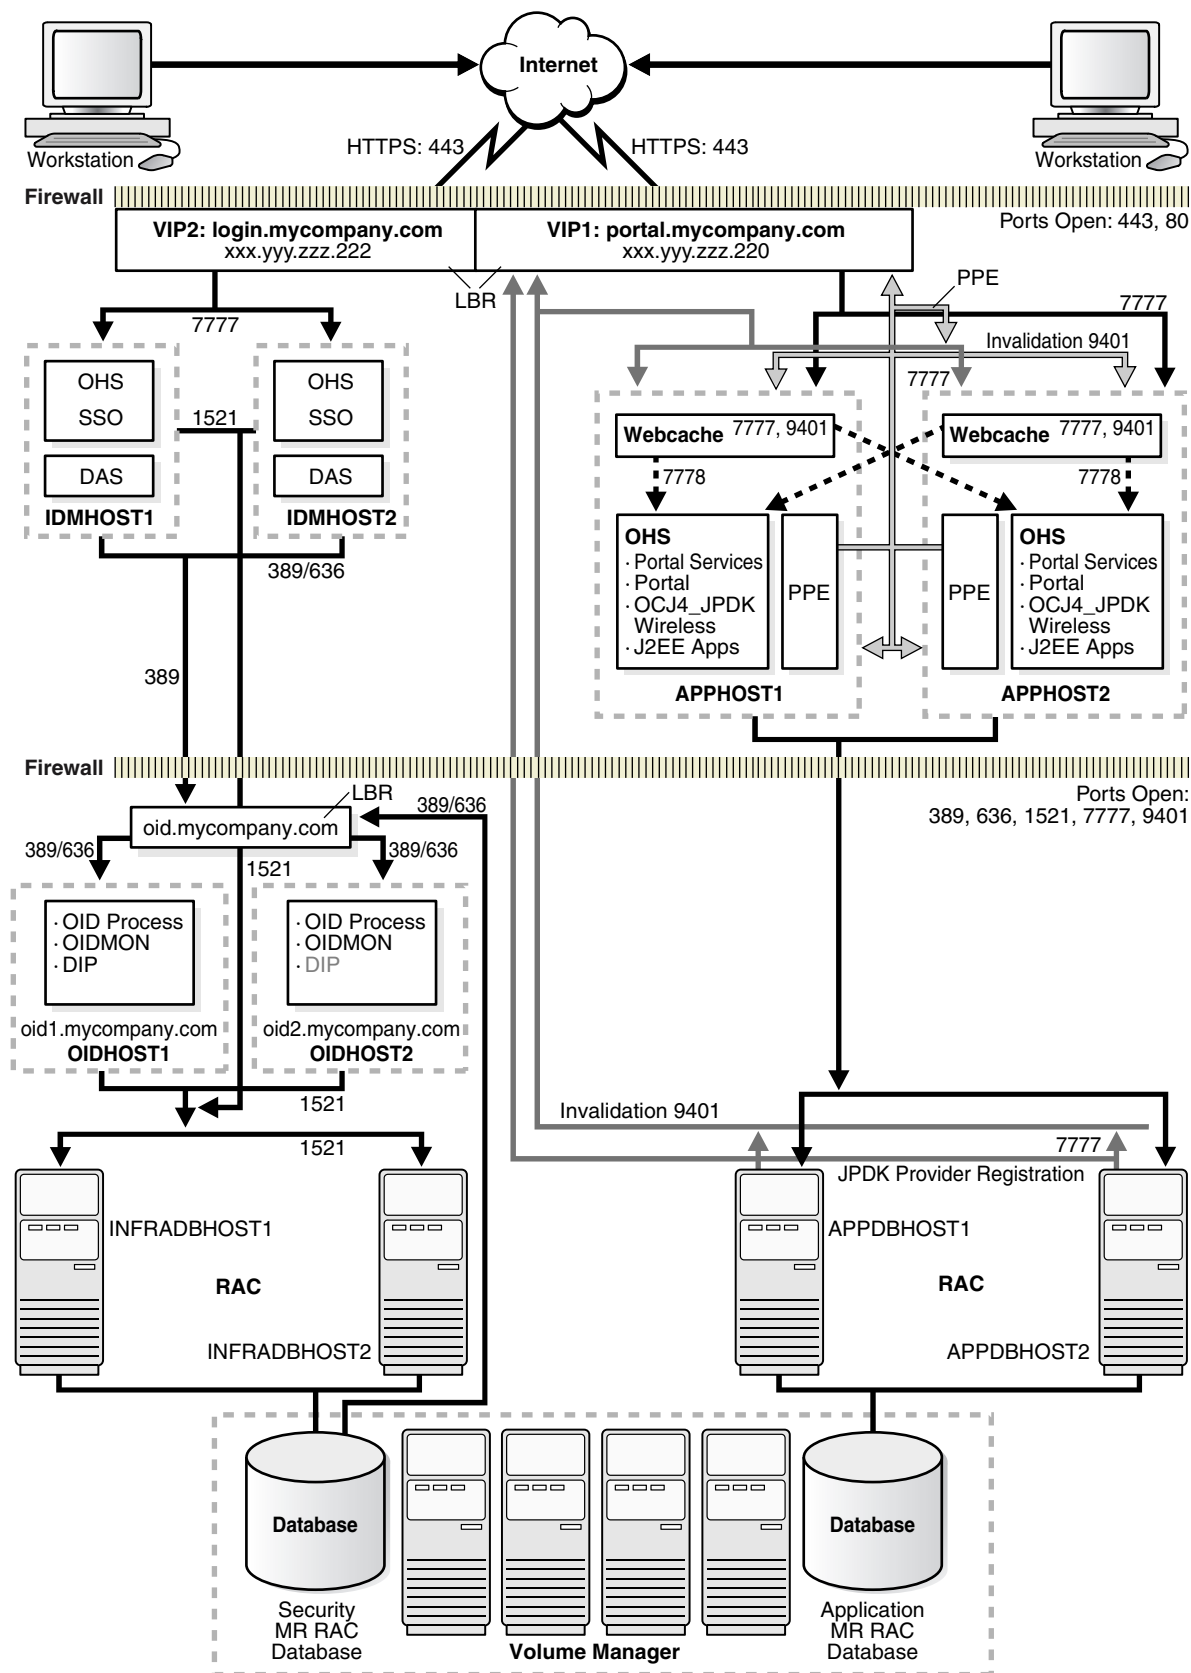 Internet
HTTPS: 443
HTTPS: 443
Workstation
Workstation
Firewall
Ports Open: 443, 80
VIP2: login.mycompany.com
xxx.yyy.zzz.222
VIP1: portal.mycompany.com
xxx.yyy.zzz.220
LBR
PPE
7777
7777
Invalidation 9401
7777
OHS
SSO
DAS
IDMHOST1
1521
OHS
SSO
DAS
IDMHOST2
389/636
Webcache 7777, 9401
Webcache 7777, 9401
7778
7778
OHS
· Portal Services
· Portal
· OCJ4_JPDK
Wireless
· J2EE Apps
PPE
APPHOST1
PPE
OHS
· Portal Services
· Portal
· OCJ4_JPDK
Wireless
· J2EE Apps
APPHOST2
389
Firewall
Ports Open:
389, 636, 1521, 7777, 9401
LBR
oid.mycompany.com
389/636
389/636
389/636
1521
· OID Process
· OIDMON
· DIP
oid1.mycompany.com
OIDHOST1
· OID Process
· OIDMON
· DIP
oid2.mycompany.com
OIDHOST2
1521
1521
Invalidation 9401
7777
JPDK Provider Registration
INFRADBHOST1
RAC
INFRADBHOST2
APPDBHOST1
RAC
APPDBHOST2
Database
Security
MR RAC
Database
Volume Manager
Database
Application
MR RAC
Database